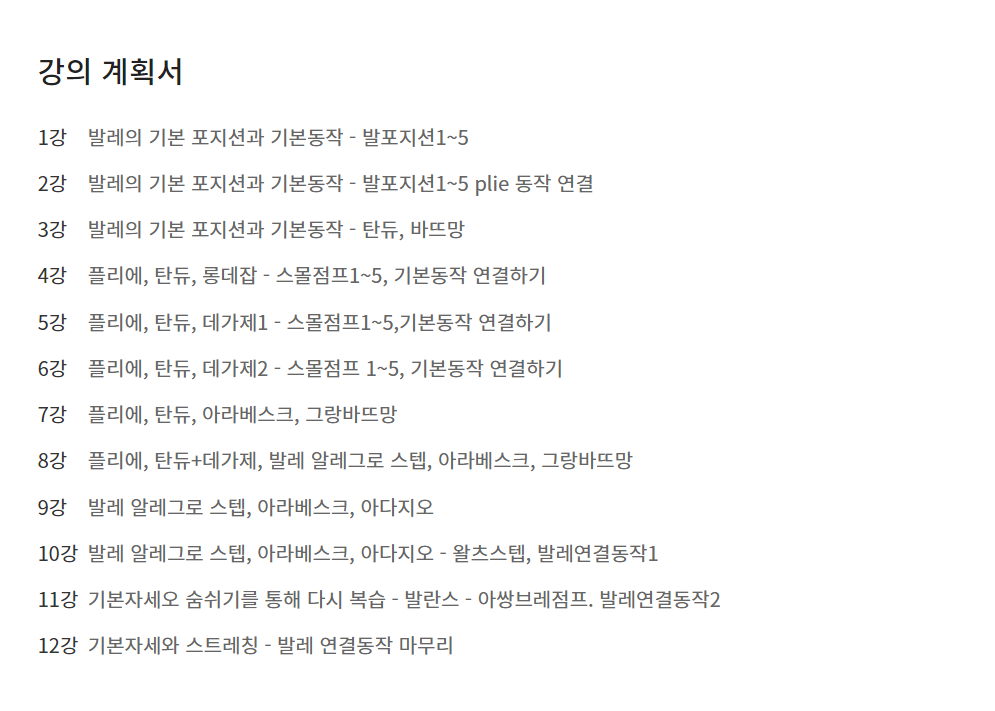 강의 계획서
1강 발레의 기본 포지션과 기본동작 - 발포지션1~5
2강 발레의 기본 포지션과 기본동작 - 발포지션1~5 plie 동작 연결
3강 발레의 기본 포지션과 기본동작 - 탄듀, 바뜨망
4강 플리에, 탄듀, 롱데잡 - 스몰점프1~5, 기본동작 연결하기
5강 플리에, 탄듀, 데가제1 - 스몰점프1~5,기본동작 연결하기
6강 플리에, 탄듀, 데가제2 - 스몰점프 1~5, 기본동작 연결하기
7강 플리에, 탄듀, 아라베스크, 그랑바뜨망
8강 플리에, 탄듀+데가제, 발레 알레그로 스텝, 아라베스크, 그랑바뜨망
9강 발레 알레그로 스텝, 아라베스크, 아다지오
10강 발레 알레그로 스텝, 아라베스크, 아다지오 - 왈츠스텝, 발레연결동작1
11강 기본자세오 숨쉬기를 통해 다시 복습 - 발란스 - 아쌍브레점프. 발레연결동작2
12강 기본자세와 스트레칭 - 발레 연결동작 마무리